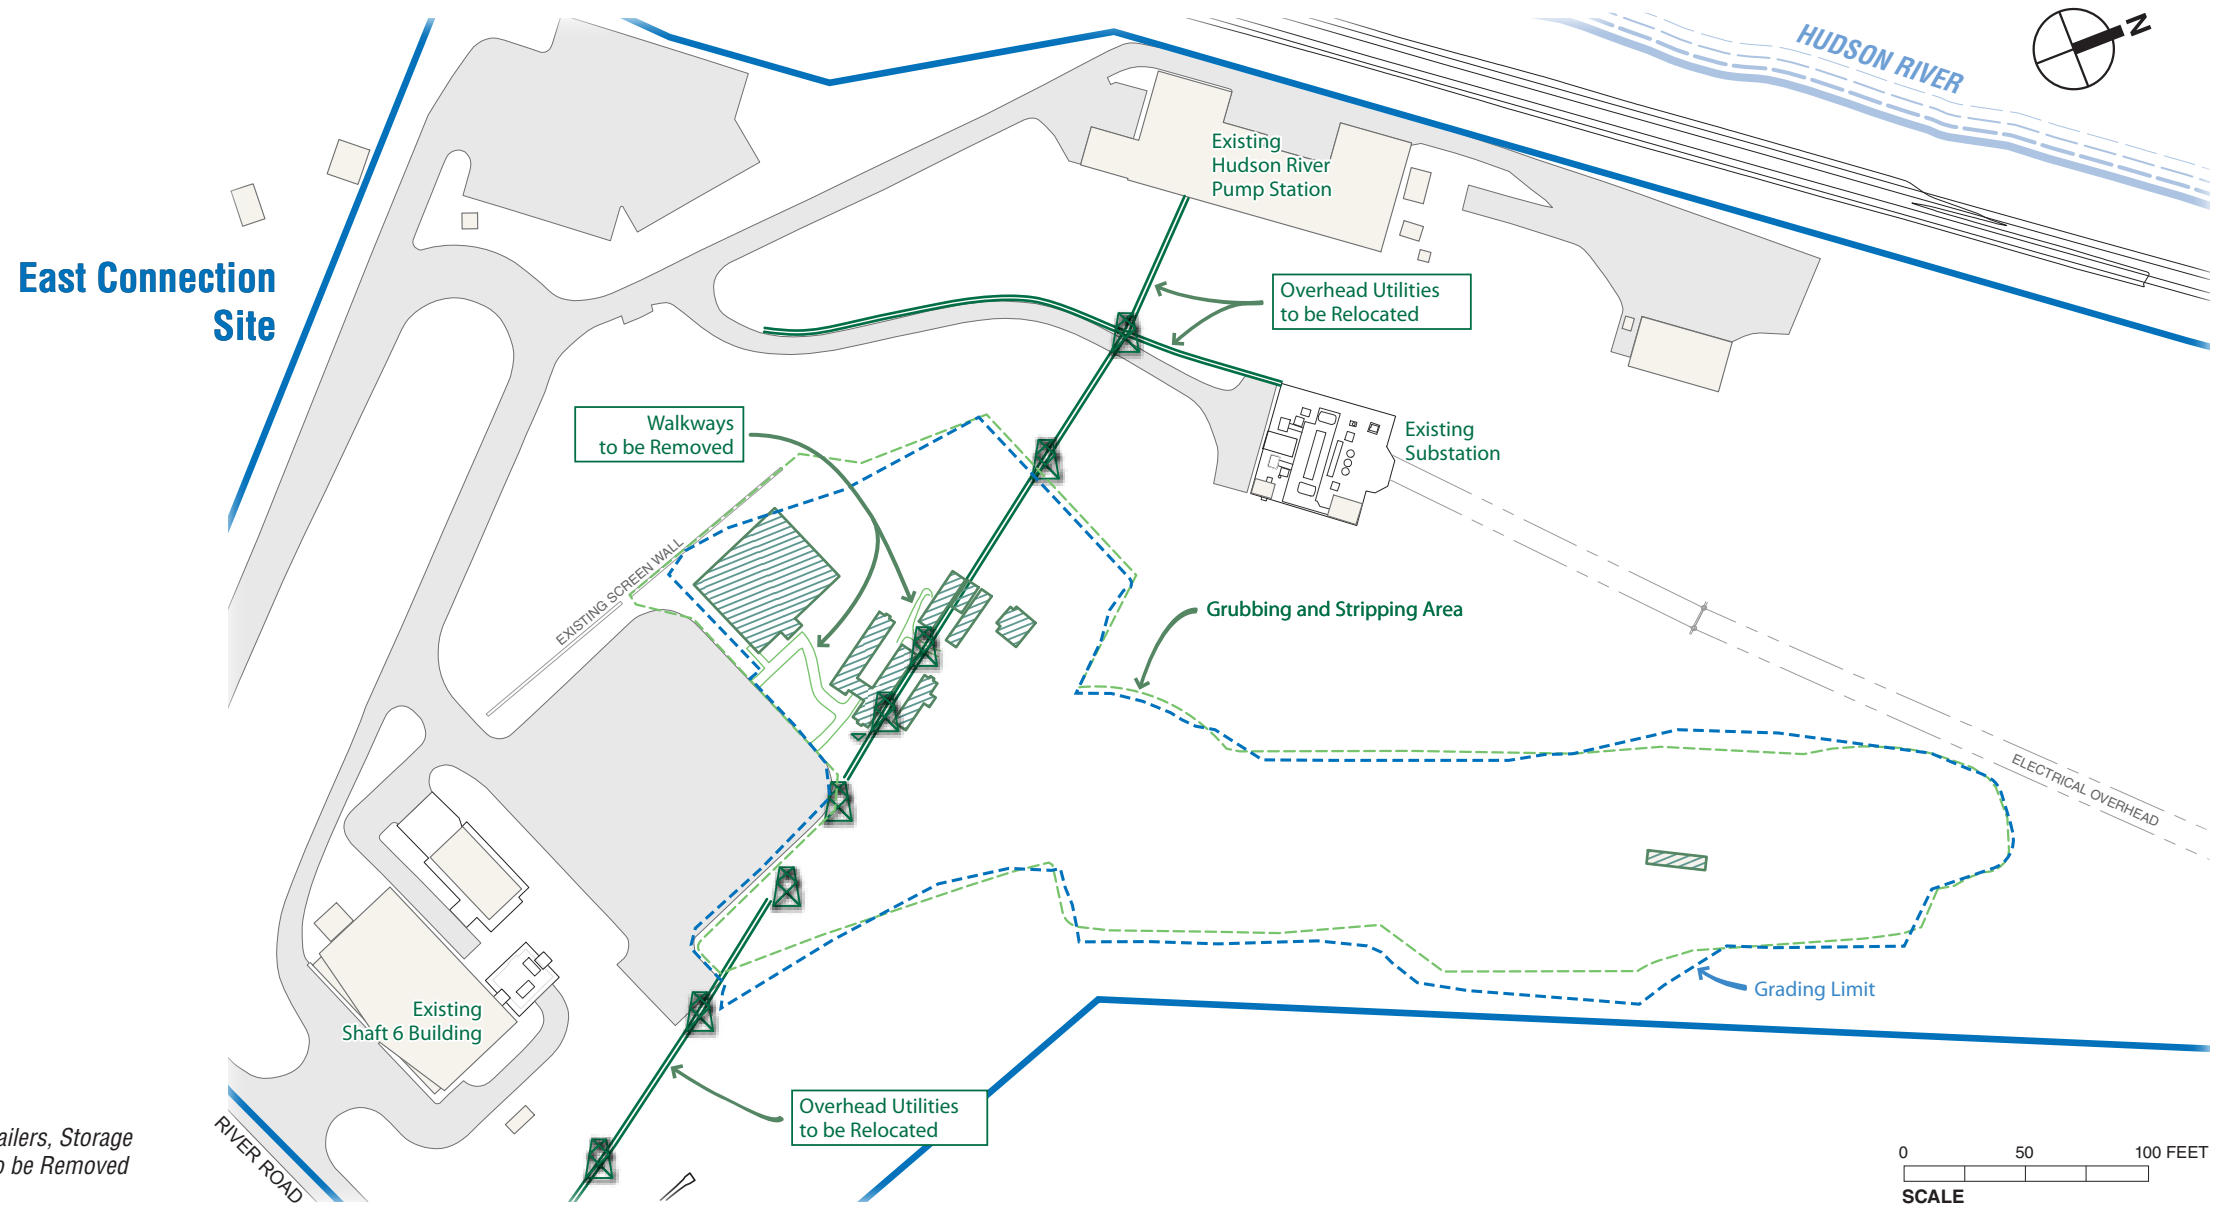 HUDSON RIVER
N
Existing
Hudson River
Pump Station
East Connection
Site
Overhead Utilities
to be Relocated
Walkways
to be Removed
Existing
Substation
EXISTING SCREEN WALL
Grubbing and Stripping Area
ELECTRICAL OVERHEAD
Grading Limit
Existing
Shaft 6 Building
Overhead Utilities
to be Relocated
RIVER ROAD
ailers, Storage
o be Removed
0 50 100 FEET
SCALE